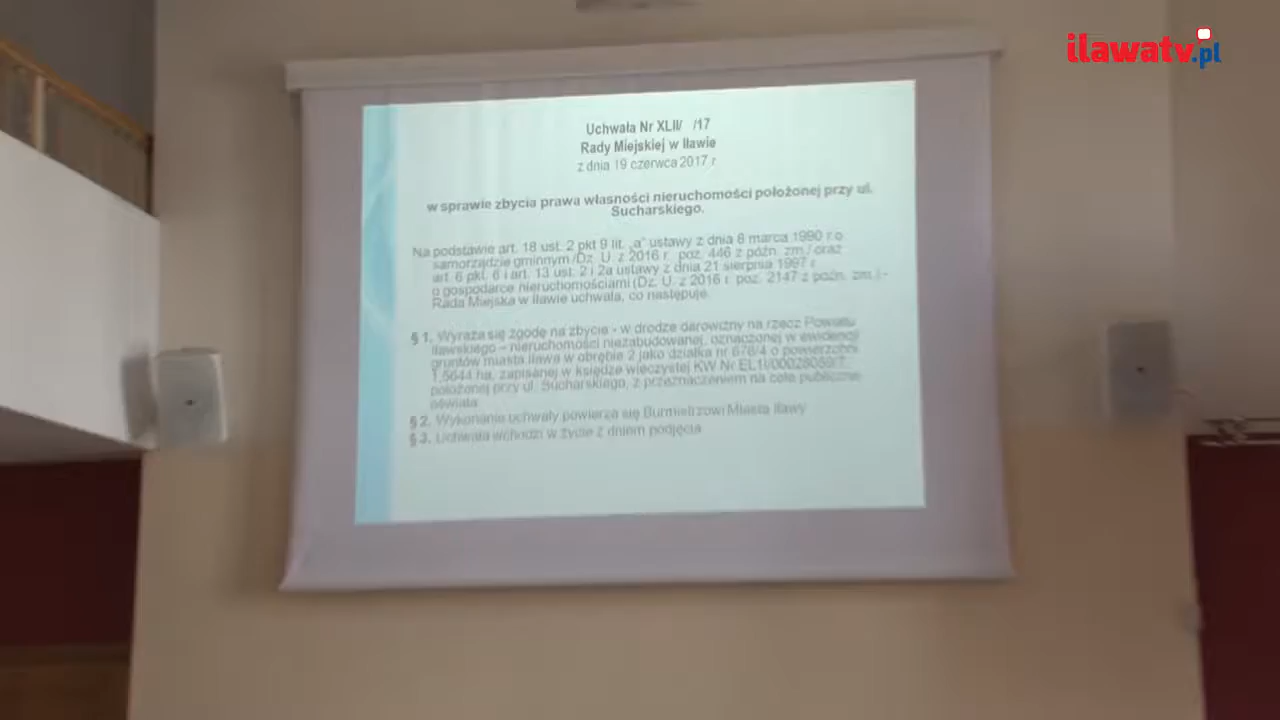 ilawatv.pl
Uchwała Nr XLII/ /17
Rady Miejskiej w Iławie
z dnia 19 czerwca 2017 r
w sprawie zbycia prawa własności nieruchomości położonej przy ul.
Sucharskiego.
Na podstawie art. 18 ust. 2 pkt 9 lit. „a” ustawy z dnia 8 marca 1990 r.o
samorządzie gminnym /Dz. U. z 2016 r. poz. 446 z późn. zm./ oraz
art. 6 pkt. 6 i art. 13 ust. 2 i 2a ustawy z dnia 21 sierpnia 1997 r.
o gospodarce nieruchomościami (Dz. U. z 2016 r. poz. 2147 z późn. zm.) -
Rada Miejska w Iławie uchwala, co następuje:
§ 1. Wyraża się zgodę na zbycie - w drodze darowizny na rzecz Powiatu
Iławskiego – nieruchomości niezabudowanej, oznaczonej w ewidencji
gruntów miasta Iława w obrębie 2 jako działka nr 678/4 o powierzchni
1,5644 ha, zapisanej w księdze wieczystej KW Nr
położonej przy ul. Sucharskiego, z przeznaczeniem na cele publiczne
oświata.
§ 2. Wykonanie uchwały powierza się Burmistrzowi Miasta Iławy
§ 3. Uchwała wchodzi w życie z dniem podjęcia